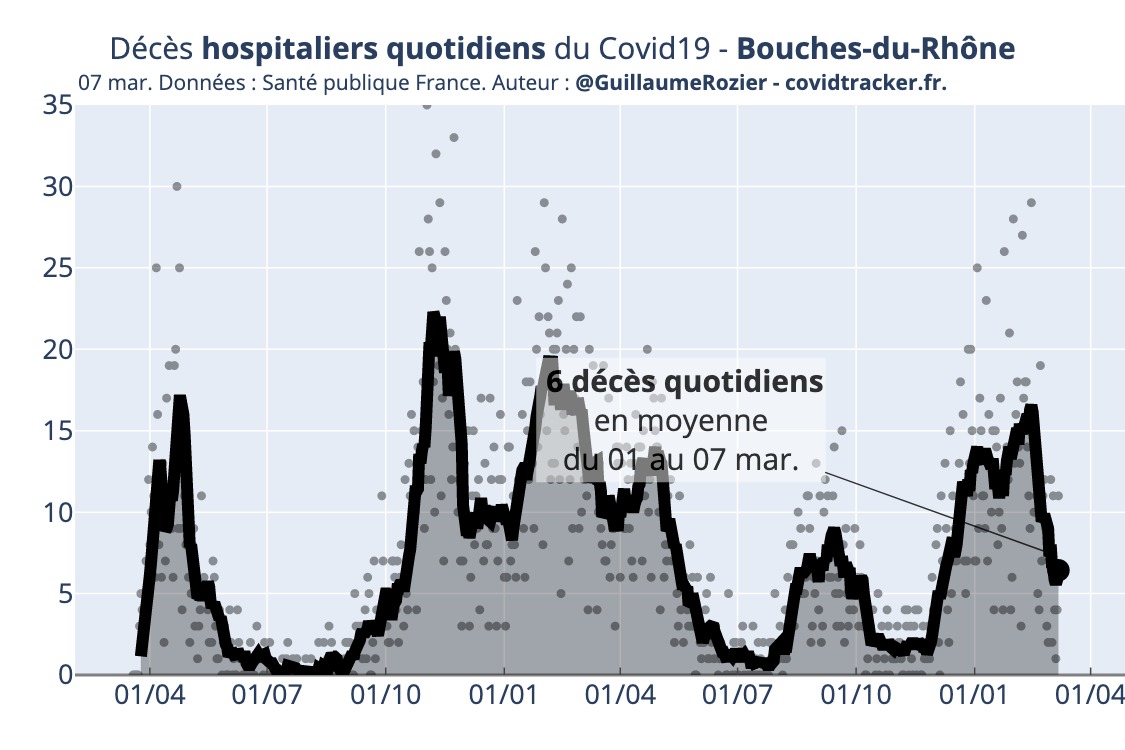 Décès hospitaliers quotidiens du Covid19 - Bouches-du-Rhône
07 mar. Données : Santé publique France. Auteur : @GuillaumeRozier - covidtracker.fr.
35
30
25
20
15
10
5
0
6 décès quotidiens
en moyenne
du 01 au 07 mar.
01/04 01/07 01/10 01/01 01/04 01/07 01/10 01/01 01/04